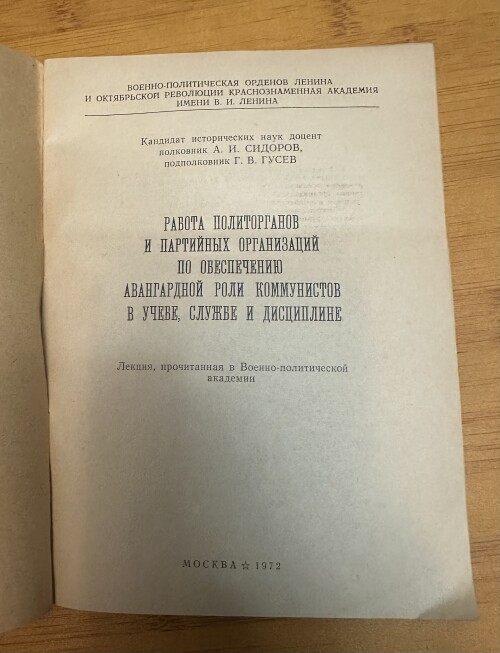 ВОЕННО-ПОЛИТИЧЕСКАЯ ОРДЕНОВ ЛЕНИНА
И ОКТЯБРЬСКОЙ РЕВОЛЮЦИИ КРАСНОЗНАМЕННАЯ АКАДЕМИЯ
ИМЕНИ В. И. ЛЕНИНА
Кандидат исторических наук доцент
полковник А. И. СИДОРОВ,
подполковник Г. В. ГУСЕВ
РАБОТА ПОЛИТОРГАНОВ
И ПАРТИЙНЫХ ОРГАНИЗАЦИЙ
ПО ОБЕСПЕЧЕНИЮ
АВАНГАРДНОЙ РОЛИ КОММУНИСТОВ
В УЧЕБЕ, СЛУЖБЕ И ДИСЦИПЛИНЕ
Лекция, прочитанная в Военно-политической
академии
МОСКВА ☆ 1972